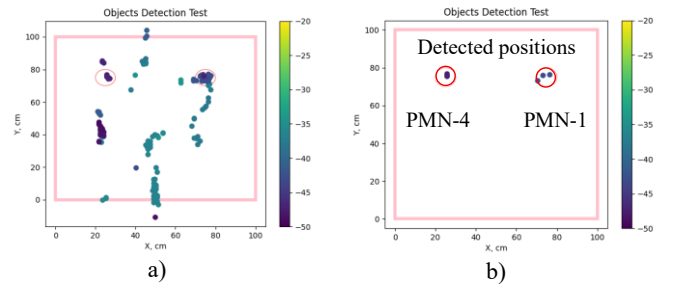 Objects Detection Test
100
80
60
40
20
0
0 20 40 60 80 100
X, cm
Y, cm
−20
−25
−30
−35
−40
−45
−50
a)
Objects Detection Test
Detected positions
PMN-4 PMN-1
100
80
60
40
20
0
0 20 40 60 80 100
X, cm
Y, cm
−20
−25
−30
−35
−40
−45
−50
b)